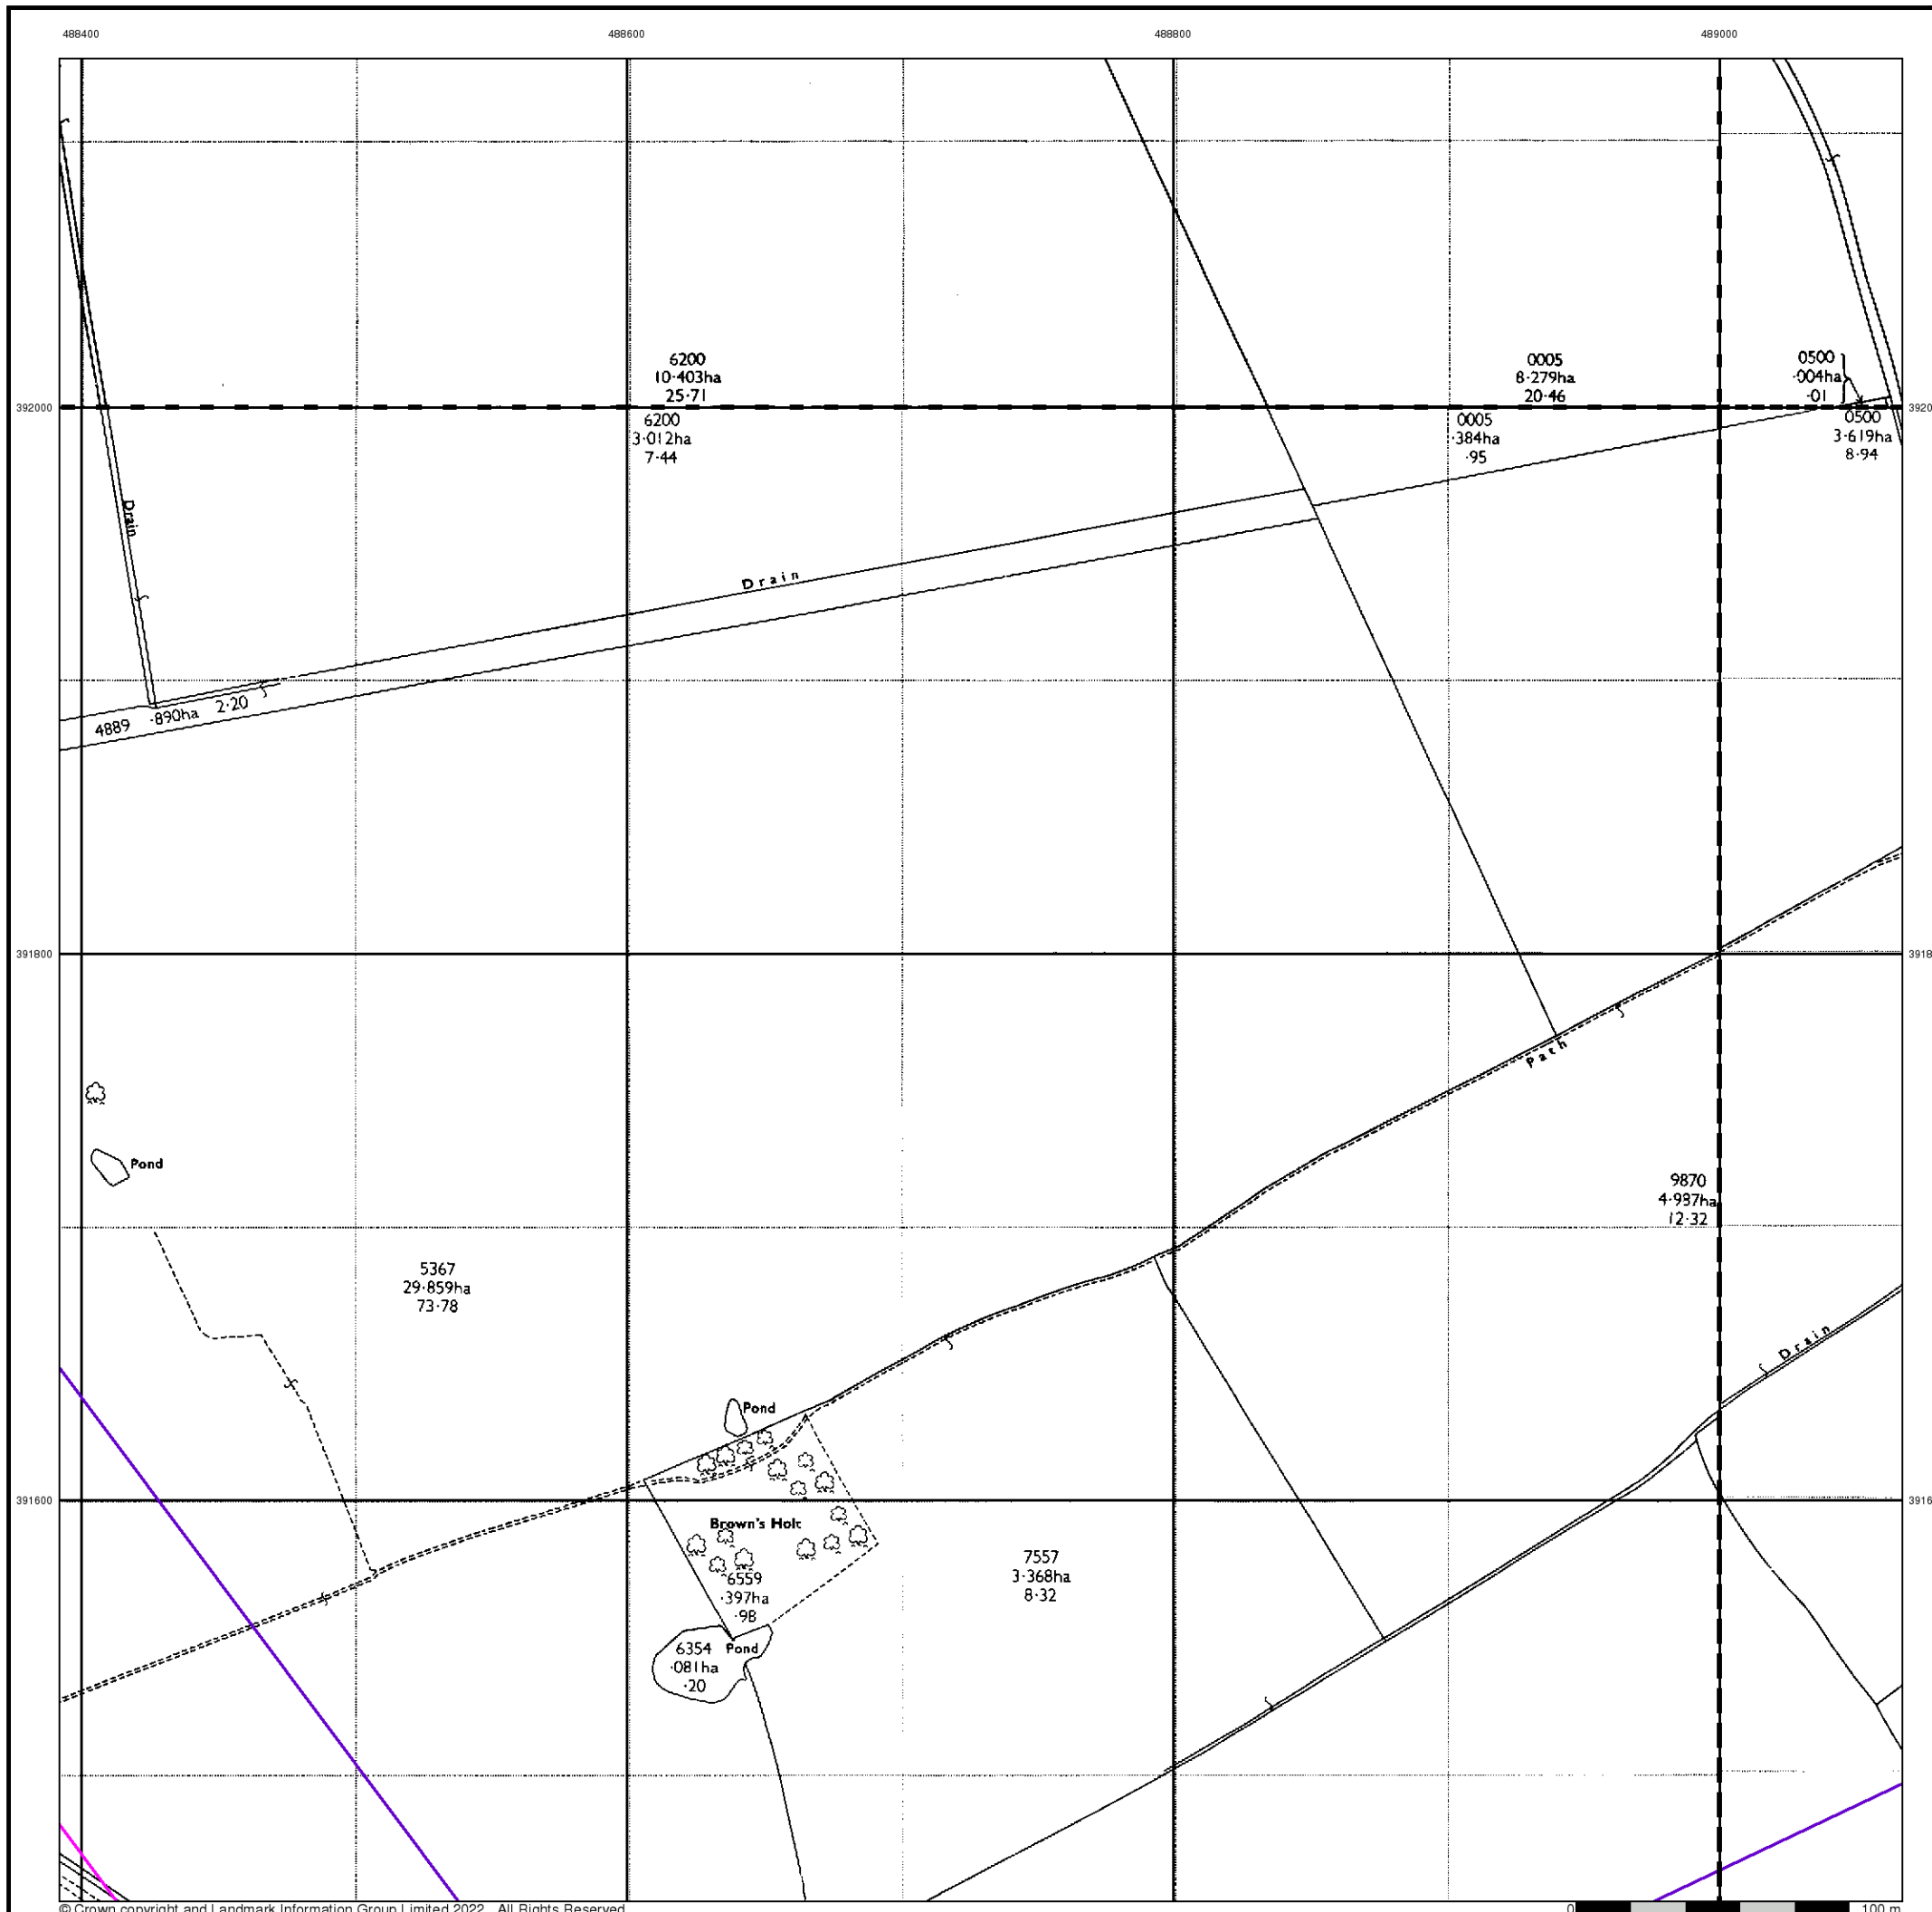 488400
488600
488800
489000
6200
10·403ha
25·71
0005
8·279ha
20·46
0500
·004ha
·01
392000
3920
6200
3·012ha
7·44
0005
·384ha
·95
0500
3·619ha
8·94
Drain
Drain
4889 ·890ha 2·20
391800
3918
Path
Pond
9870
4·987ha
12·32
5367
29·859ha
73·78
Drain
Pond
391600
3916
Brown's Holt
6559
·397ha
·98
7557
3·368ha
8·32
6354 Pond
·081ha
·20
© Crown copyright and Landmark Information Group Limited 2022. All Rights Reserved.
0
100 m